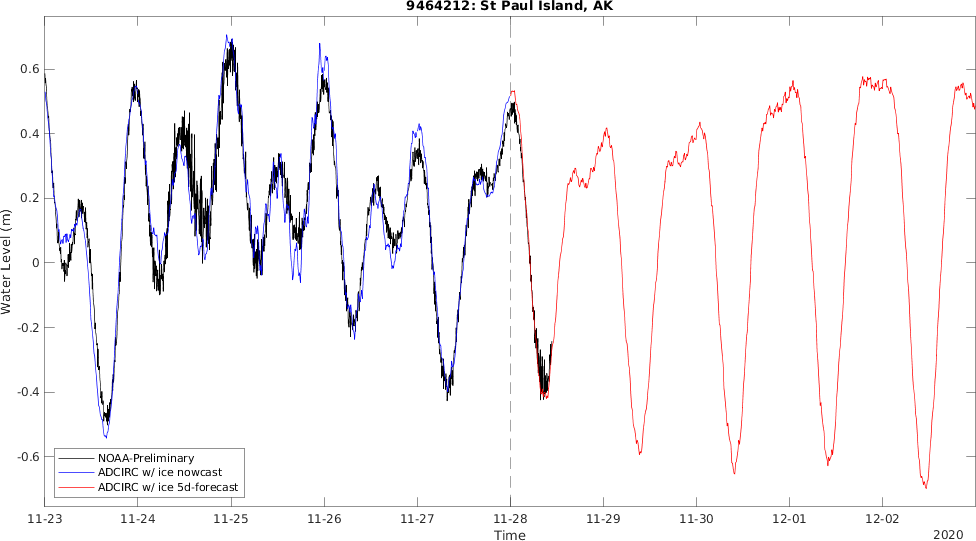 9464212: St Paul Island, AK
0.6
0.4
0.2
0
-0.2
-0.4
-0.6
Water Level (m)
NOAA-Preliminary
ADCIRC w/ ice nowcast
ADCIRC w/ ice 5d-forecast
11-23 11-24 11-25 11-26 11-27 11-28 11-29 11-30 12-01 12-02
Time
2020